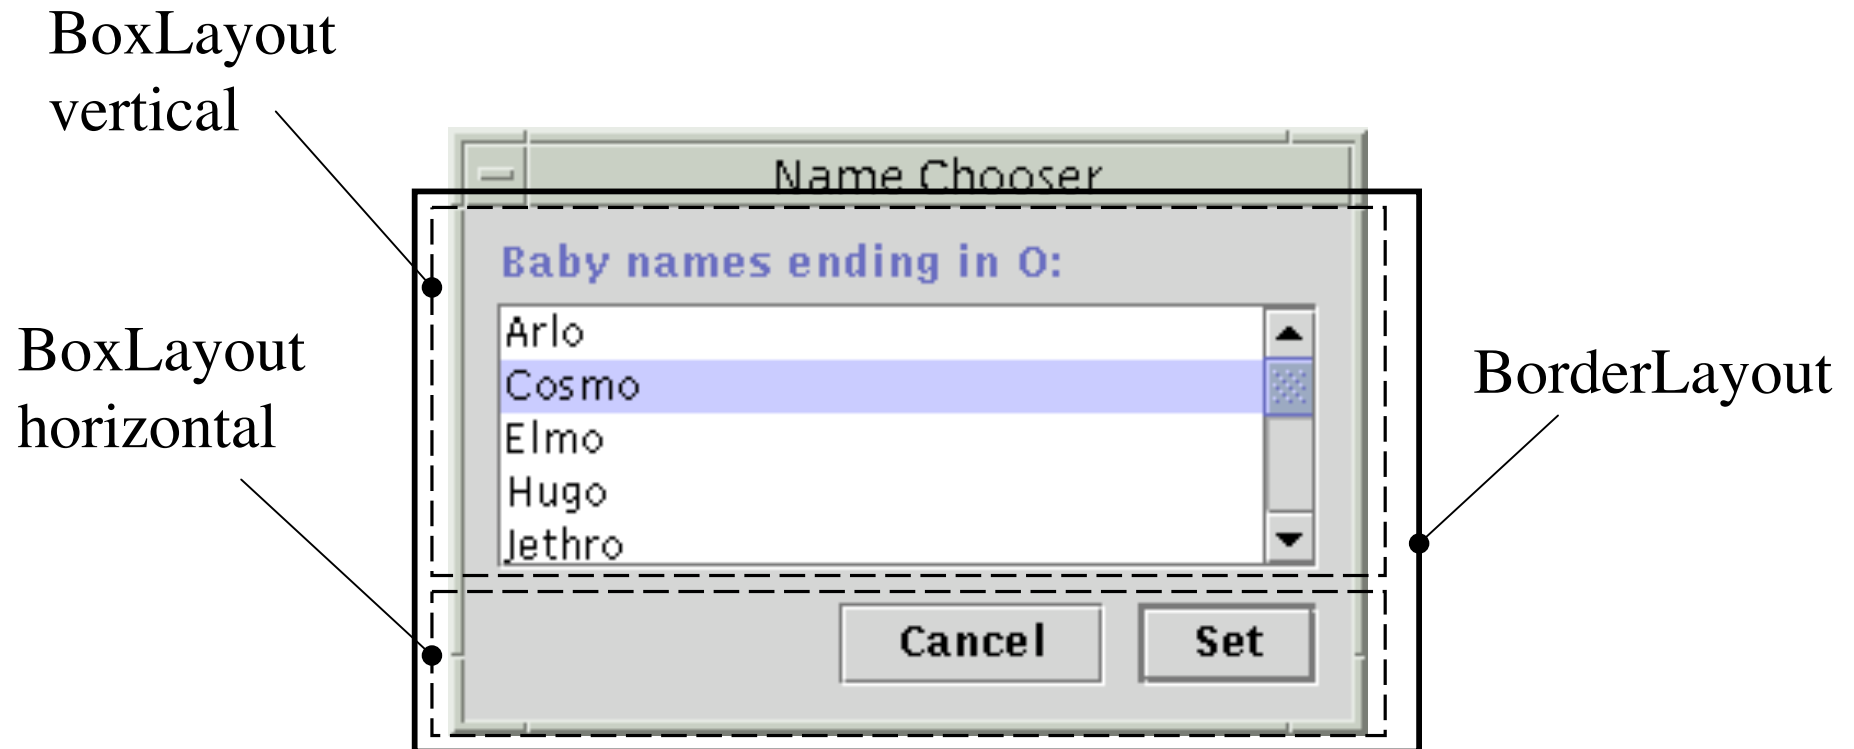 BoxLayout
vertical
Name Chooser
Baby names ending in O:
BoxLayout
horizontal
Arlo
Cosmo
Elmo
Hugo
Jethro
BorderLayout
Cancel
Set